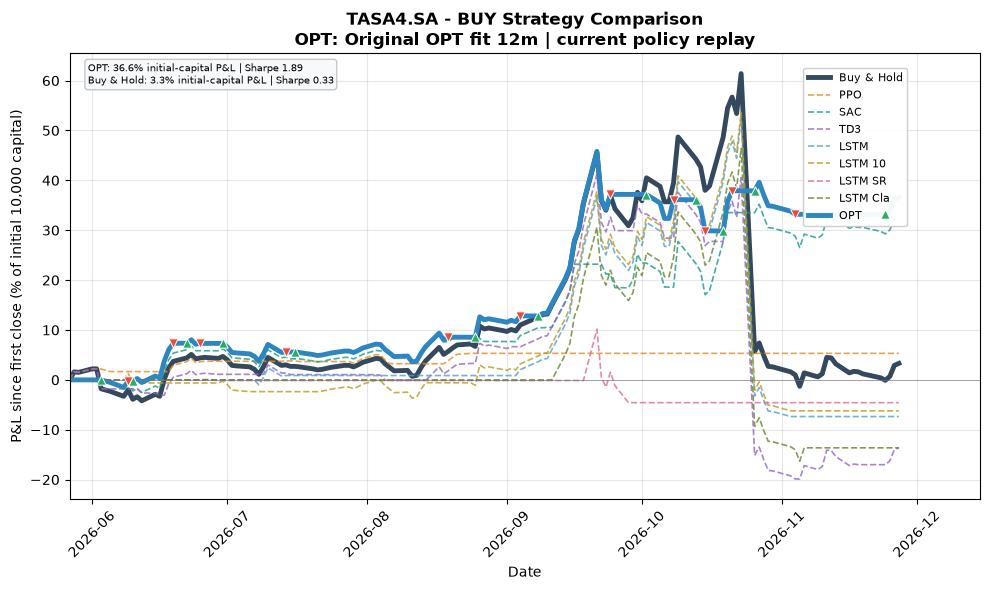 TASA4.SA - BUY Strategy Comparison
OPT: Original OPT fit 12m | current policy replay
OPT: 36.6% initial-capital P&L | Sharpe 1.89
Buy & Hold: 3.3% initial-capital P&L | Sharpe 0.33
Buy & Hold
PPO
SAC
TD3
LSTM
LSTM 10
LSTM SR
LSTM Cla
OPT
P&L since first close (% of initial 10,000 capital)
60
50
40
30
20
10
0
−10
−20
2026-06
2026-07
2026-08
2026-09
2026-10
2026-11
2026-12
Date